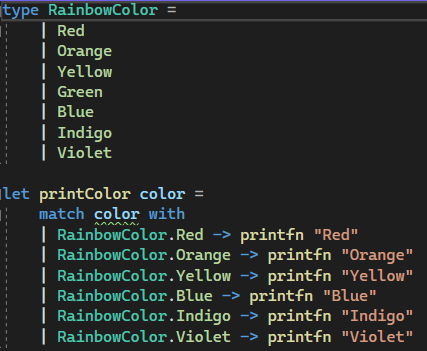 type RainbowColor =
    | Red
    | Orange
    | Yellow
    | Green
    | Blue
    | Indigo
    | Violet
let printColor color =
    match color with
    | RainbowColor.Red -> printfn "Red"
    | RainbowColor.Orange -> printfn "Orange"
    | RainbowColor.Yellow -> printfn "Yellow"
    | RainbowColor.Blue -> printfn "Blue"
    | RainbowColor.Indigo -> printfn "Indigo"
    | RainbowColor.Violet -> printfn "Violet"